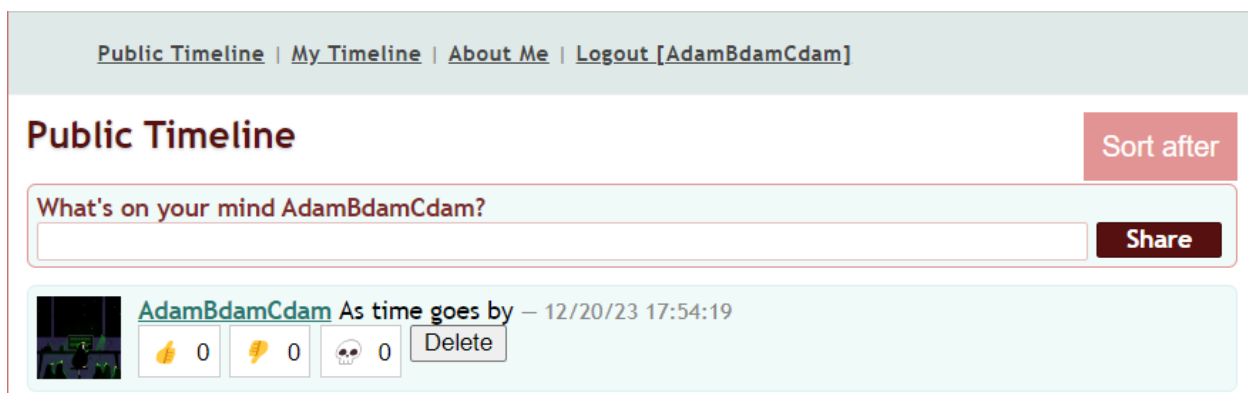 Public Timeline | My Timeline | About Me | Logout [AdamBdamCdam]
Public Timeline
Sort after
What's on your mind AdamBdamCdam?
Share
AdamBdamCdam As time goes by — 12/20/23 17:54:19
👍 0 👎 0 💀 0 Delete